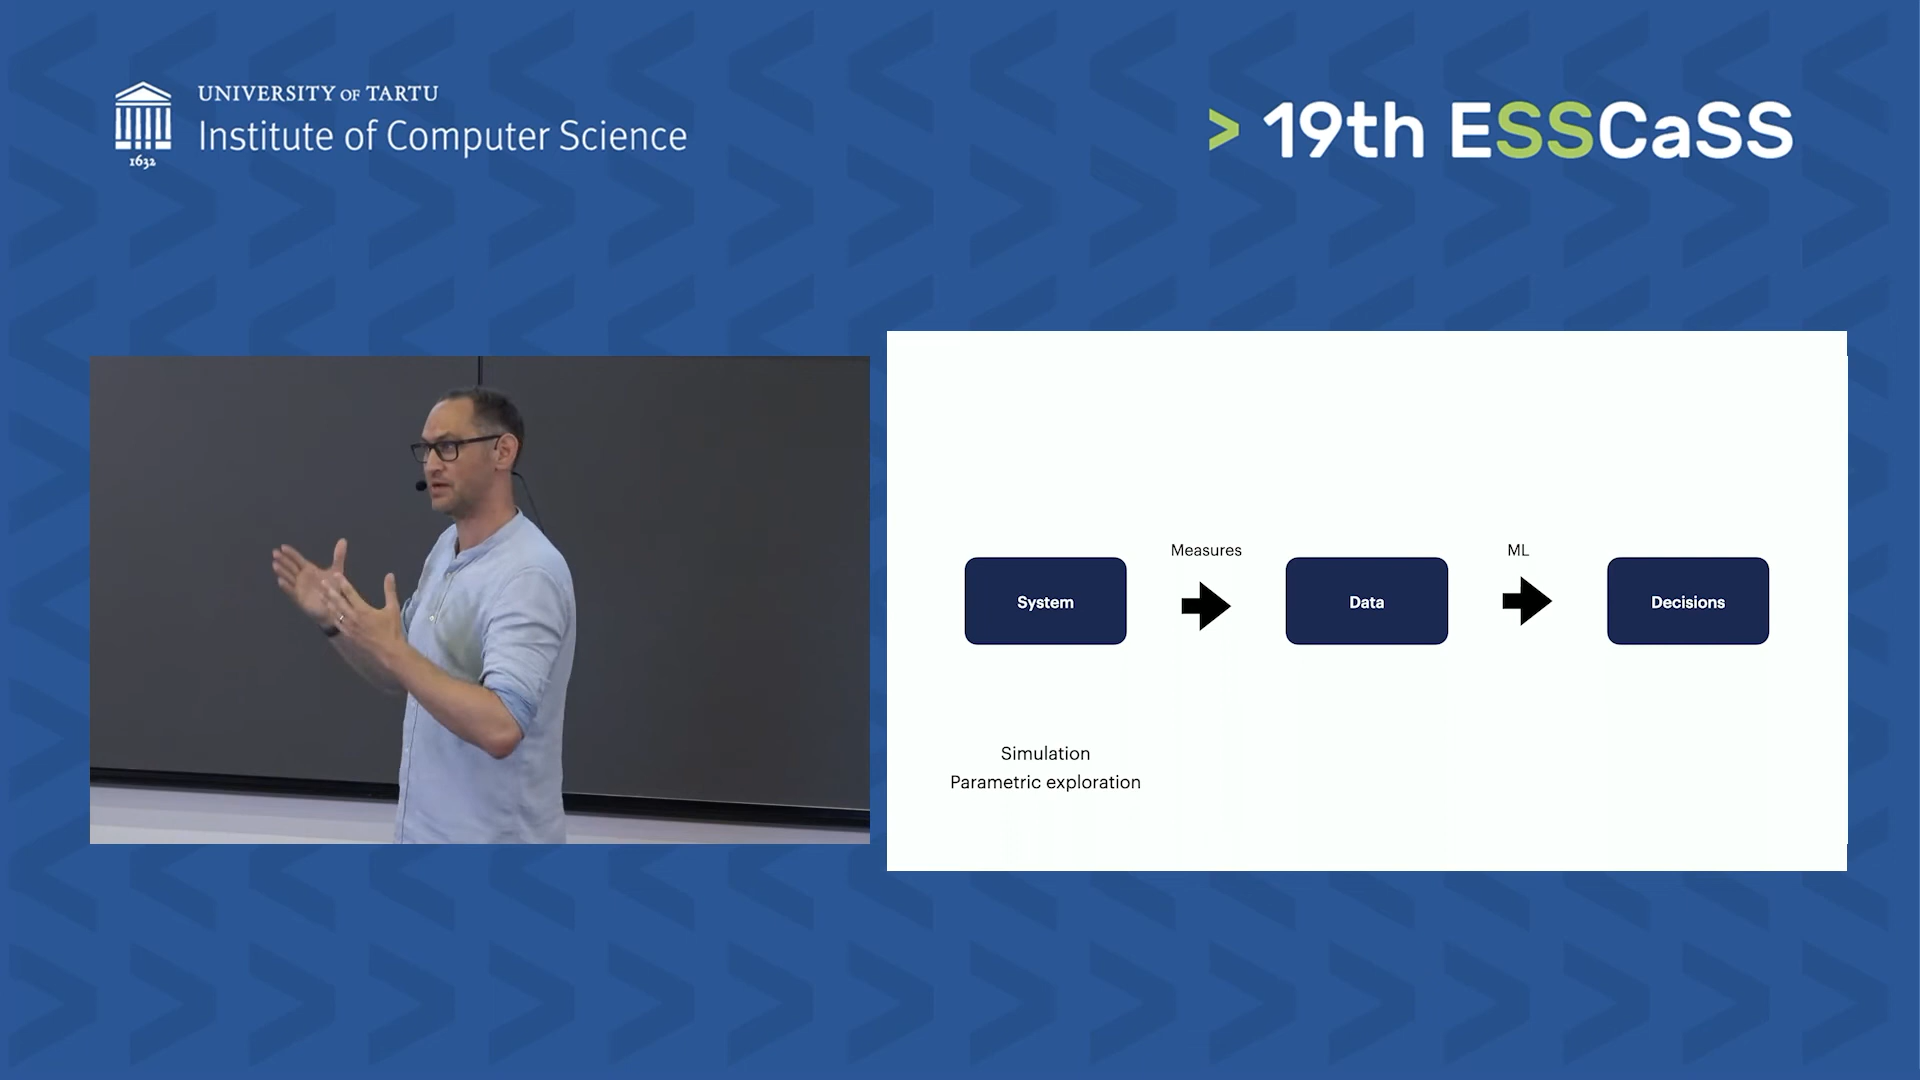 UNIVERSITY OF TARTU
Institute of Computer Science
1632
> 19th ESSCaSS
Measures
ML
System
Data
Decisions
Simulation
Parametric exploration